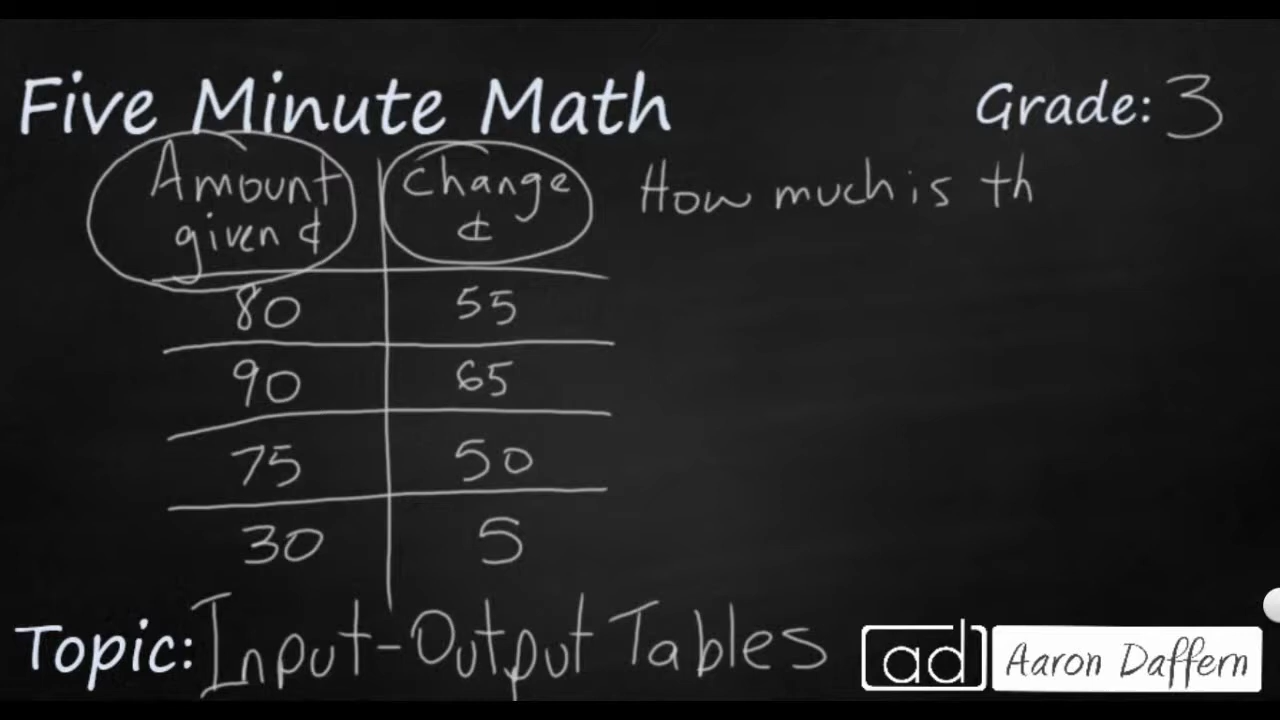 Five Minute Math
Grade: 3
Amount given ¢ Change ¢
How much is th
80 55
90 65
75 50
30 5
Topic: Input-Output Tables
ad Aaron Daffern